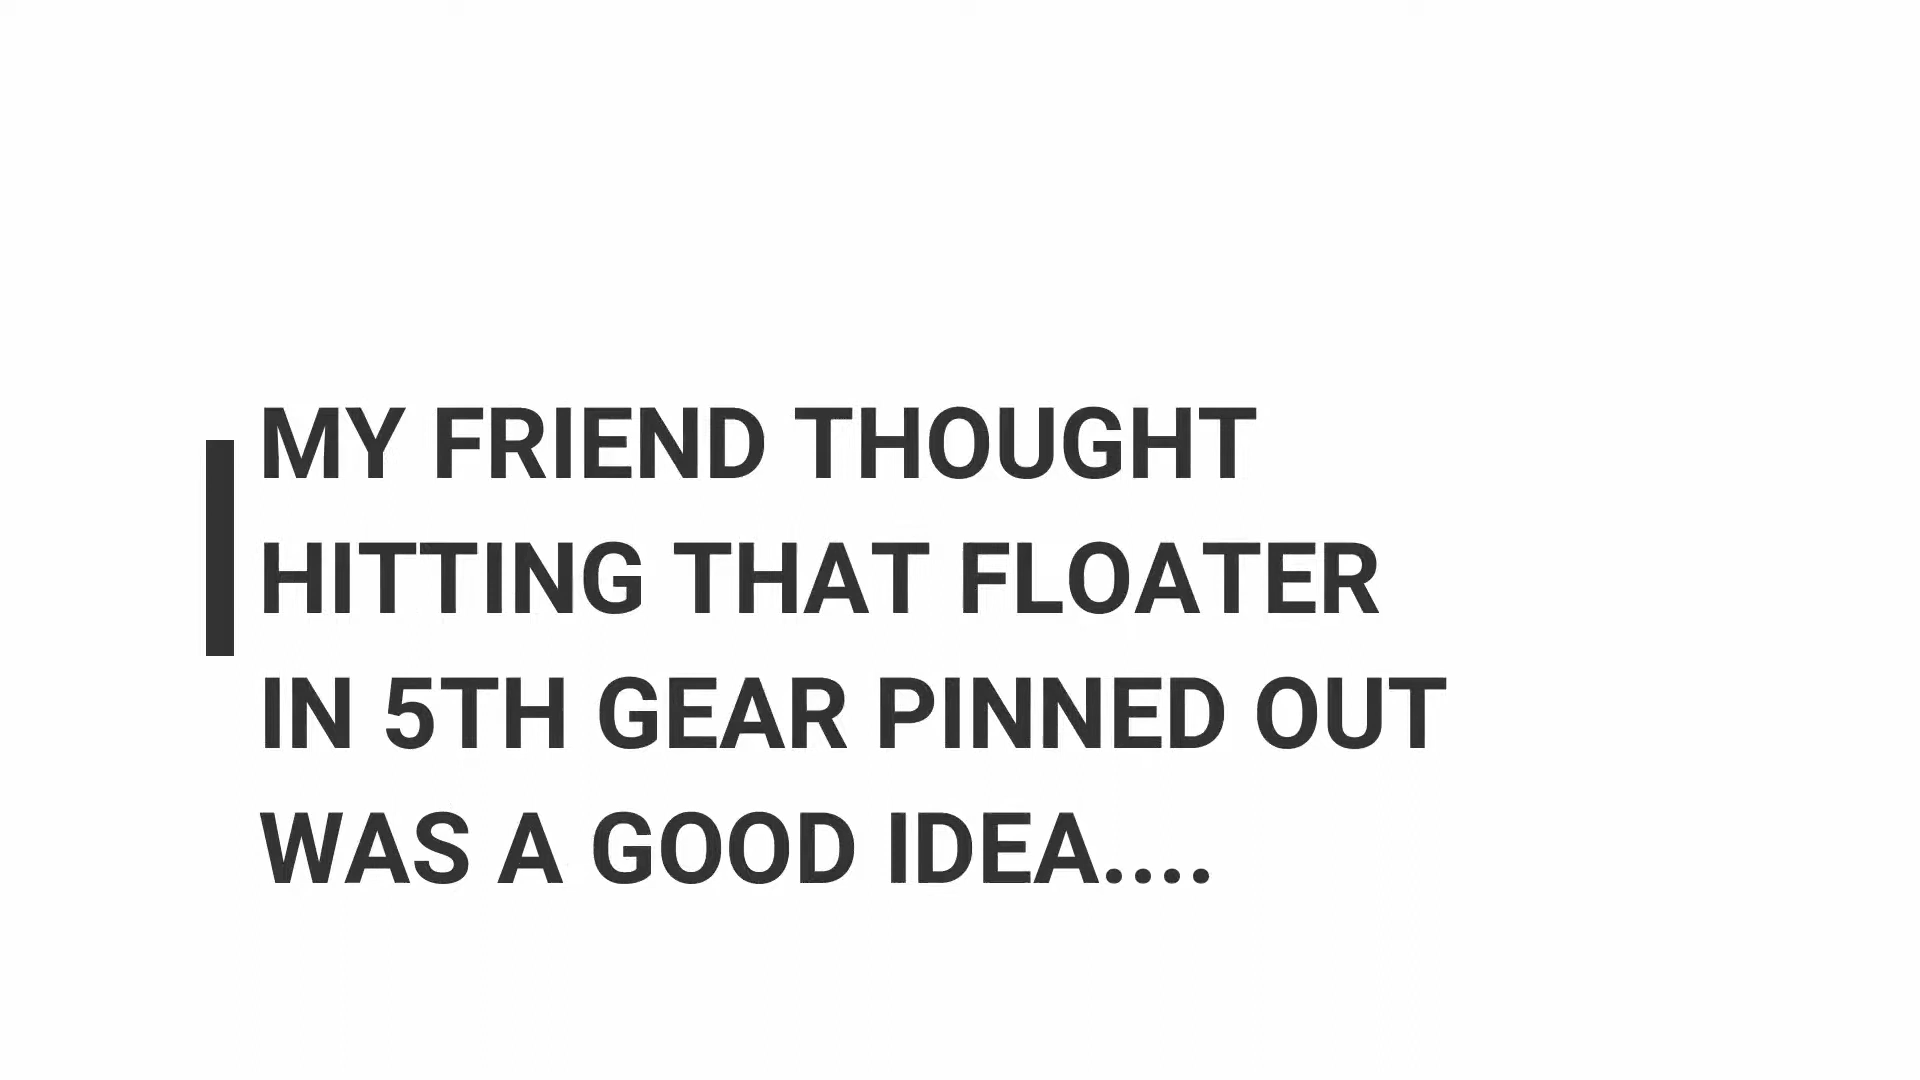 MY FRIEND THOUGHT
HITTING THAT FLOATER
IN 5TH GEAR PINNED OUT
WAS A GOOD IDEA....